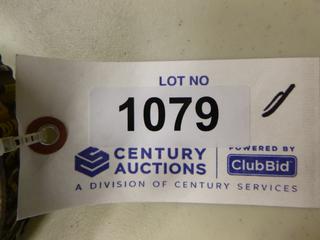 LOT NO
1079
CENTURY AUCTIONS
POWERED BY
ClubBid
A DIVISION OF CENTURY SERVICES